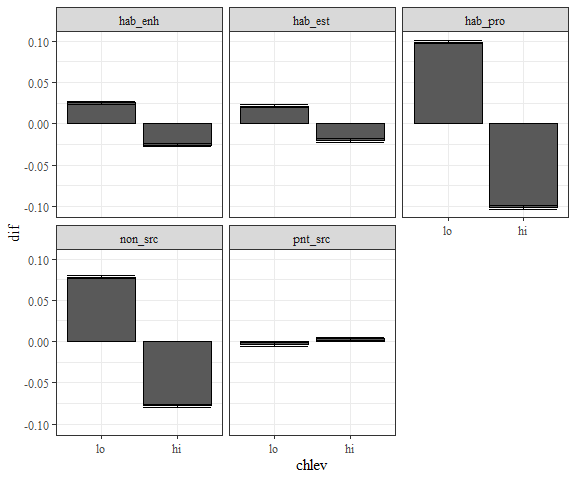 hab_enh hab_est hab_pro
0.10
0.05
0.00
-0.05
-0.10
lo hi
non_src pnt_src
0.10
0.05
0.00
-0.05
-0.10
lo hi lo hi
chlev
dif